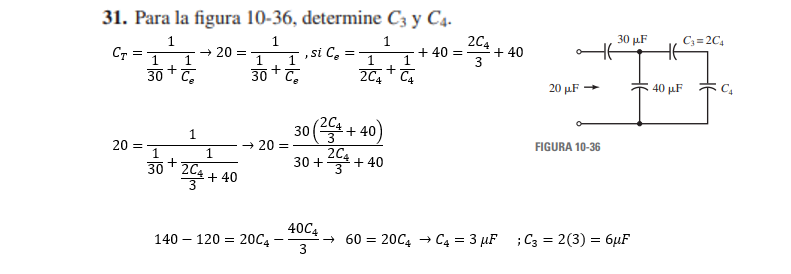 31. Para la figura 10-36, determine C₃ y C₄.
C_T = 1/(1/30 + 1/C_e) → 20 = 1/(1/30 + 1/C_e) , si C_e = 1/(1/2C₄ + 1/C₄) + 40 = 2C₄/3 + 40
30 μF C₃ = 2C₄
20 μF → 40 μF C₄
20 = 1/(1/30 + 1/(2C₄/3 + 40)) → 20 = 30(2C₄/3 + 40)/(30 + 2C₄/3 + 40)
FIGURA 10-36
140 − 120 = 20C₄ − 40C₄/3 → 60 = 20C₄ → C₄ = 3 μF ; C₃ = 2(3) = 6μF